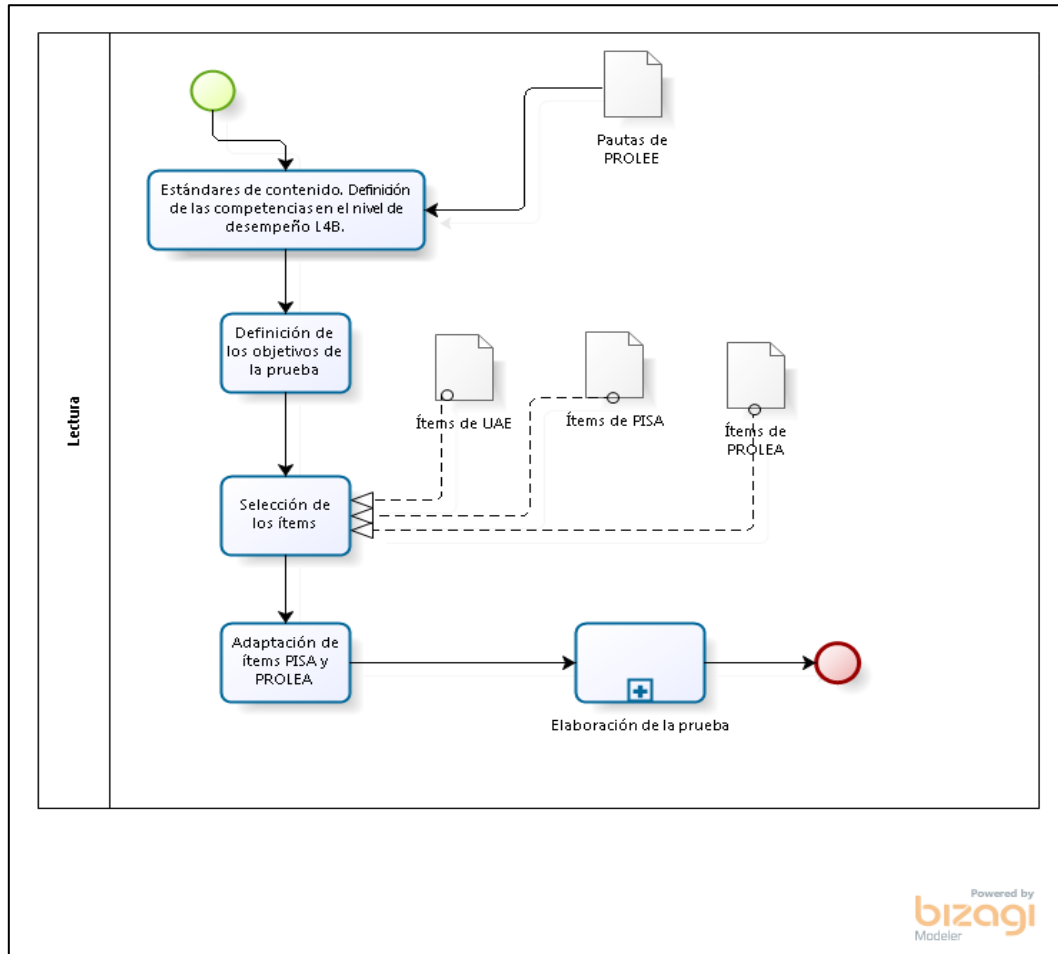 Lectura
Pautas de
PROLEE
Estándares de contenido. Definición
de las competencias en el nivel de
desempeño L4B.
Definición de
los objetivos de
la prueba
Ítems de UAE
Ítems de PISA
Ítems de
PROLEA
Selección de
los ítems
Adaptación de
ítems PISA y
PROLEA
Elaboración de la prueba
Powered by
bizagi
Modeler